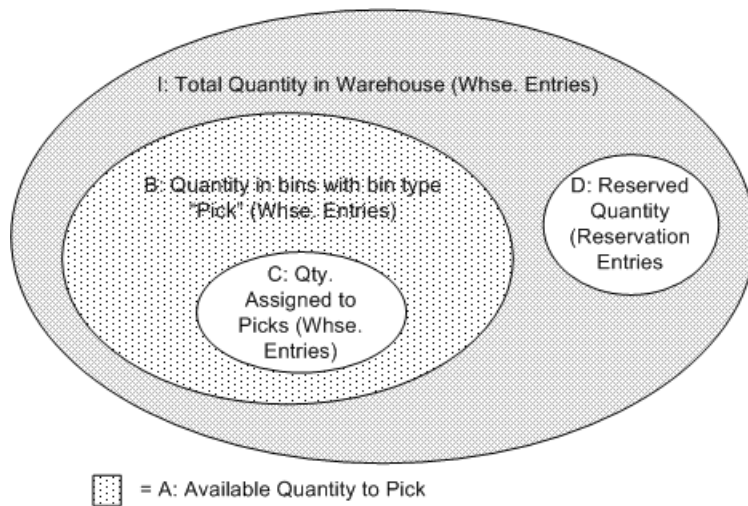 I: Total Quantity in Warehouse (Whse. Entries)
B: Quantity in bins with bin type
"Pick" (Whse. Entries)
D: Reserved
Quantity
(Reservation
Entries
C: Qty.
Assigned to
Picks (Whse.
Entries)
= A: Available Quantity to Pick